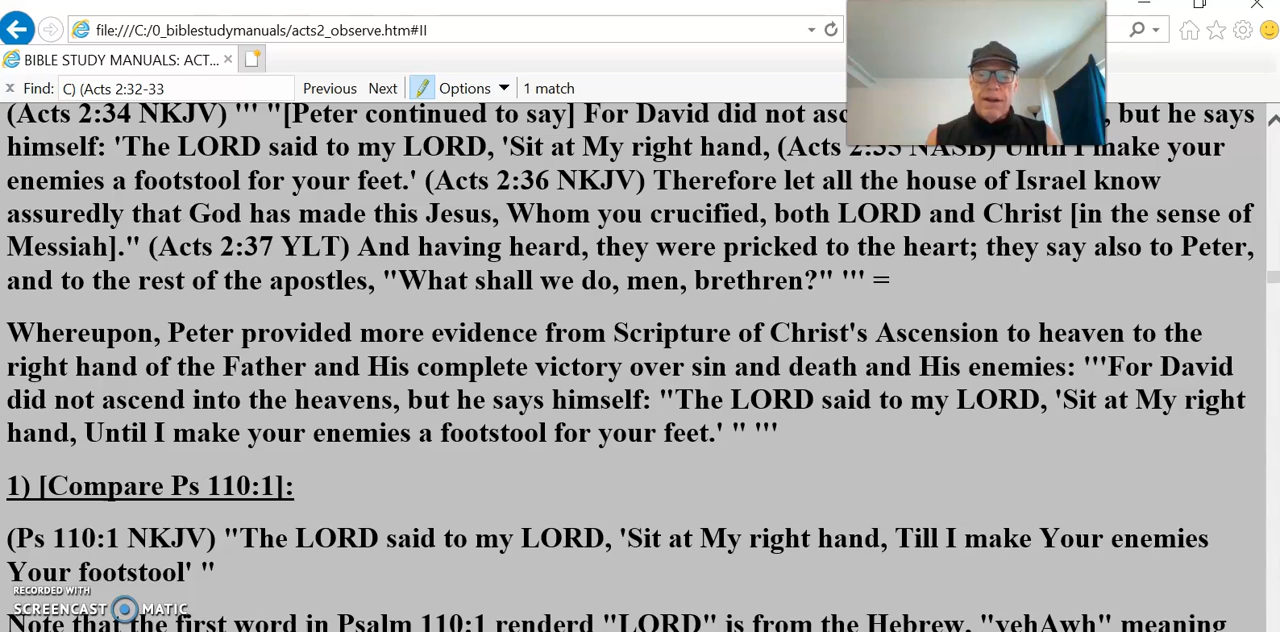 file:///C:/0_biblestudymanuals/acts2_observe.htm#II
BIBLE STUDY MANUALS: ACT...
Find: C) (Acts 2:32-33 Previous Next Options 1 match
(Acts 2:34 NKJV) ''' "[Peter continued to say] For David did not asc , but he says
himself: 'The LORD said to my LORD, 'Sit at My right hand, (Acts 2:35 NASB) Until I make your
enemies a footstool for your feet.' (Acts 2:36 NKJV) Therefore let all the house of Israel know
assuredly that God has made this Jesus, Whom you crucified, both LORD and Christ [in the sense of
Messiah]." (Acts 2:37 YLT) And having heard, they were pricked to the heart; they say also to Peter,
and to the rest of the apostles, "What shall we do, men, brethren?" ''' =
Whereupon, Peter provided more evidence from Scripture of Christ's Ascension to heaven to the
right hand of the Father and His complete victory over sin and death and His enemies: '''For David
did not ascend into the heavens, but he says himself: "The LORD said to my LORD, 'Sit at My right
hand, Until I make your enemies a footstool for your feet.' " '''
1) [Compare Ps 110:1]:
(Ps 110:1 NKJV) "The LORD said to my LORD, 'Sit at My right hand, Till I make Your enemies
Your footstool' "
RECORDED WITH
SCREENCAST MATIC
Note that the first word in Psalm 110:1 renderd "LORD" is from the Hebrew, "yehAwh" meaning